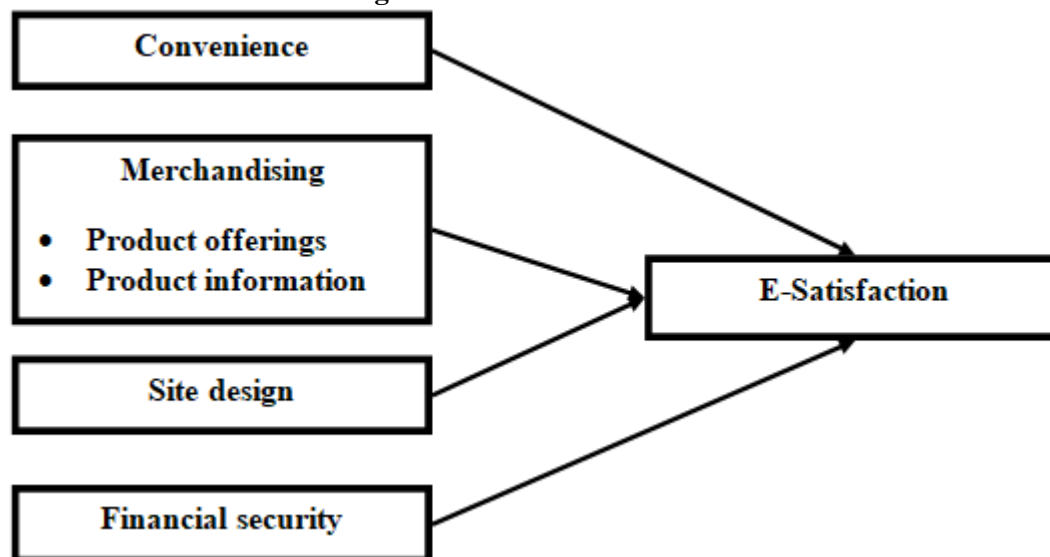 Convenience
Merchandising
• Product offerings
• Product information
E-Satisfaction
Site design
Financial security